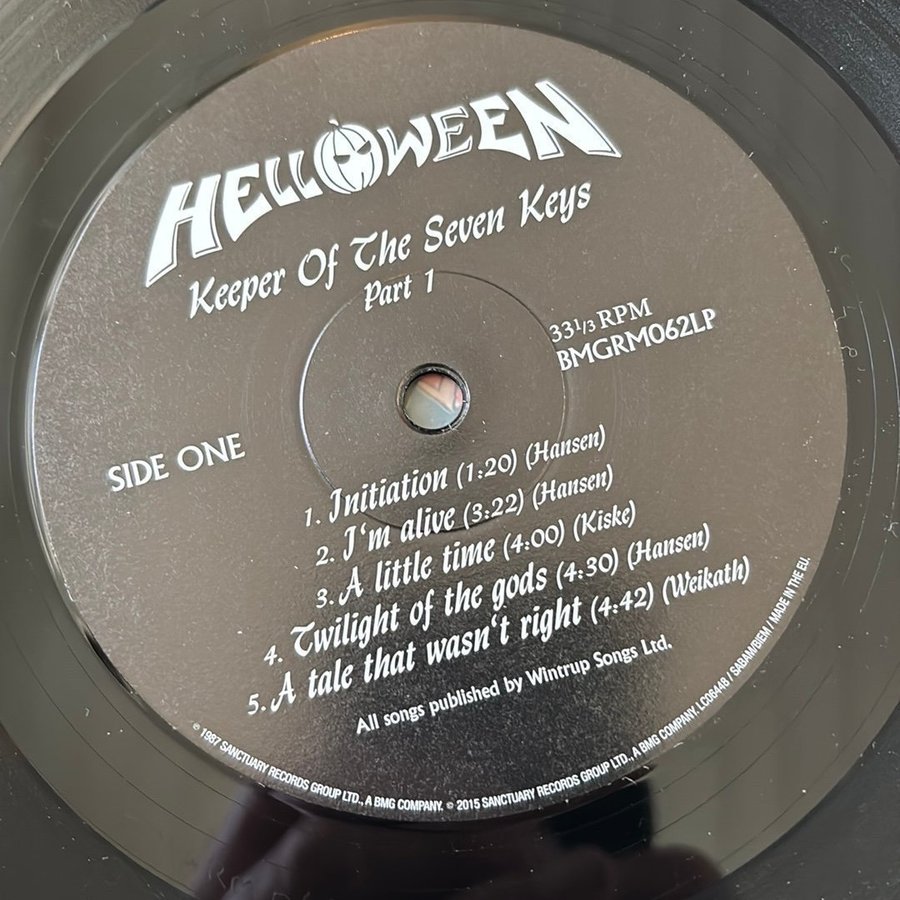 HELLOWEEN
Keeper Of The Seven Keys
Part 1
33 1/3 RPM
BMGRM062LP
SIDE ONE
1. Initiation (1:20) (Hansen)
2. I'm alive (3:22) (Hansen)
3. A little time (4:00) (Kiske)
4. Twilight of the gods (4:30) (Hansen)
5. A tale that wasn't right (4:42) (Weikath)
All songs published by Wintrup Songs Ltd.
℗ 1987 SANCTUARY RECORDS GROUP LTD., A BMG COMPANY. © 2015 SANCTUARY RECORDS GROUP LTD., A BMG COMPANY. LC06448 / SABAM/BIEM / MADE IN THE EU.